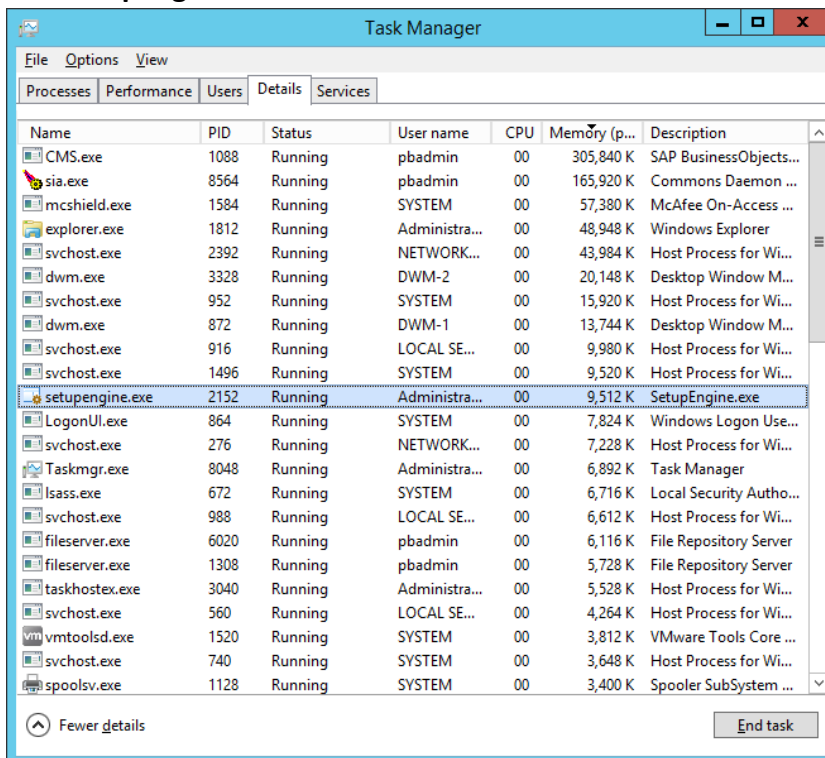 Task Manager
File Options View
Processes Performance Users Details Services
Name PID Status User name CPU Memory (p... Description
CMS.exe 1088 Running pbadmin 00 305,840 K SAP BusinessObjects...
sia.exe 8564 Running pbadmin 00 165,920 K Commons Daemon ...
mcshield.exe 1584 Running SYSTEM 00 57,380 K McAfee On-Access ...
explorer.exe 1812 Running Administra... 00 48,948 K Windows Explorer
svchost.exe 2392 Running NETWORK... 00 43,984 K Host Process for Wi...
dwm.exe 3328 Running DWM-2 00 20,148 K Desktop Window M...
svchost.exe 952 Running SYSTEM 00 15,920 K Host Process for Wi...
dwm.exe 872 Running DWM-1 00 13,744 K Desktop Window M...
svchost.exe 916 Running LOCAL SE... 00 9,980 K Host Process for Wi...
svchost.exe 1496 Running SYSTEM 00 9,520 K Host Process for Wi...
setupengine.exe 2152 Running Administra... 00 9,512 K SetupEngine.exe
LogonUI.exe 864 Running SYSTEM 00 7,824 K Windows Logon Use...
svchost.exe 276 Running NETWORK... 00 7,228 K Host Process for Wi...
Taskmgr.exe 8048 Running Administra... 00 6,892 K Task Manager
lsass.exe 672 Running SYSTEM 00 6,716 K Local Security Autho...
svchost.exe 988 Running LOCAL SE... 00 6,612 K Host Process for Wi...
fileserver.exe 6020 Running pbadmin 00 6,116 K File Repository Server
fileserver.exe 1308 Running pbadmin 00 5,728 K File Repository Server
taskhostex.exe 3040 Running Administra... 00 5,528 K Host Process for Wi...
svchost.exe 560 Running LOCAL SE... 00 4,264 K Host Process for Wi...
vm vmtoolsd.exe 1520 Running SYSTEM 00 3,812 K VMware Tools Core ...
svchost.exe 740 Running SYSTEM 00 3,648 K Host Process for Wi...
spoolsv.exe 1128 Running SYSTEM 00 3,400 K Spooler SubSystem ...
Fewer details End task